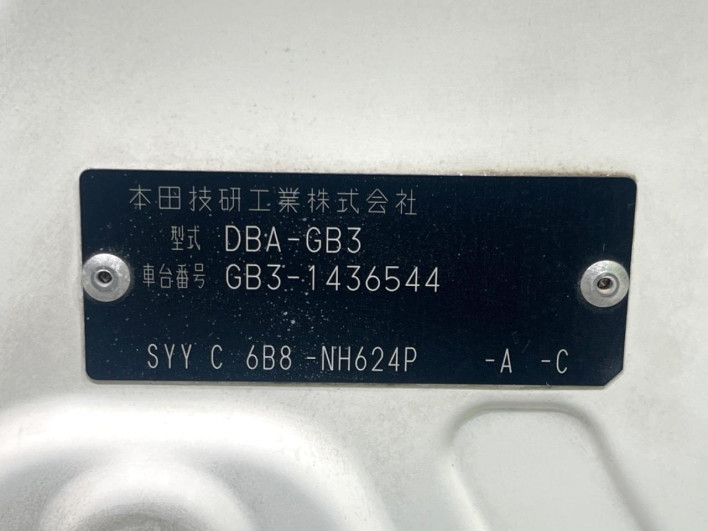 本田技研工業株式会社
型式 DBA-GB3
車台番号 GB3-1436544
SYY C 6B8 -NH624P -A -C